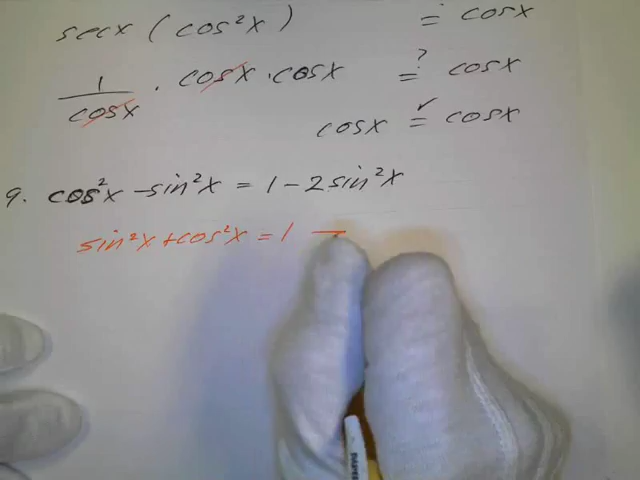 secx (cos²x) = cosx
1/cosx · cosx · cosx =? cosx
cosx =✓ cosx
9. cos²x - sin²x = 1 - 2sin²x
sin²x + cos²x = 1 —